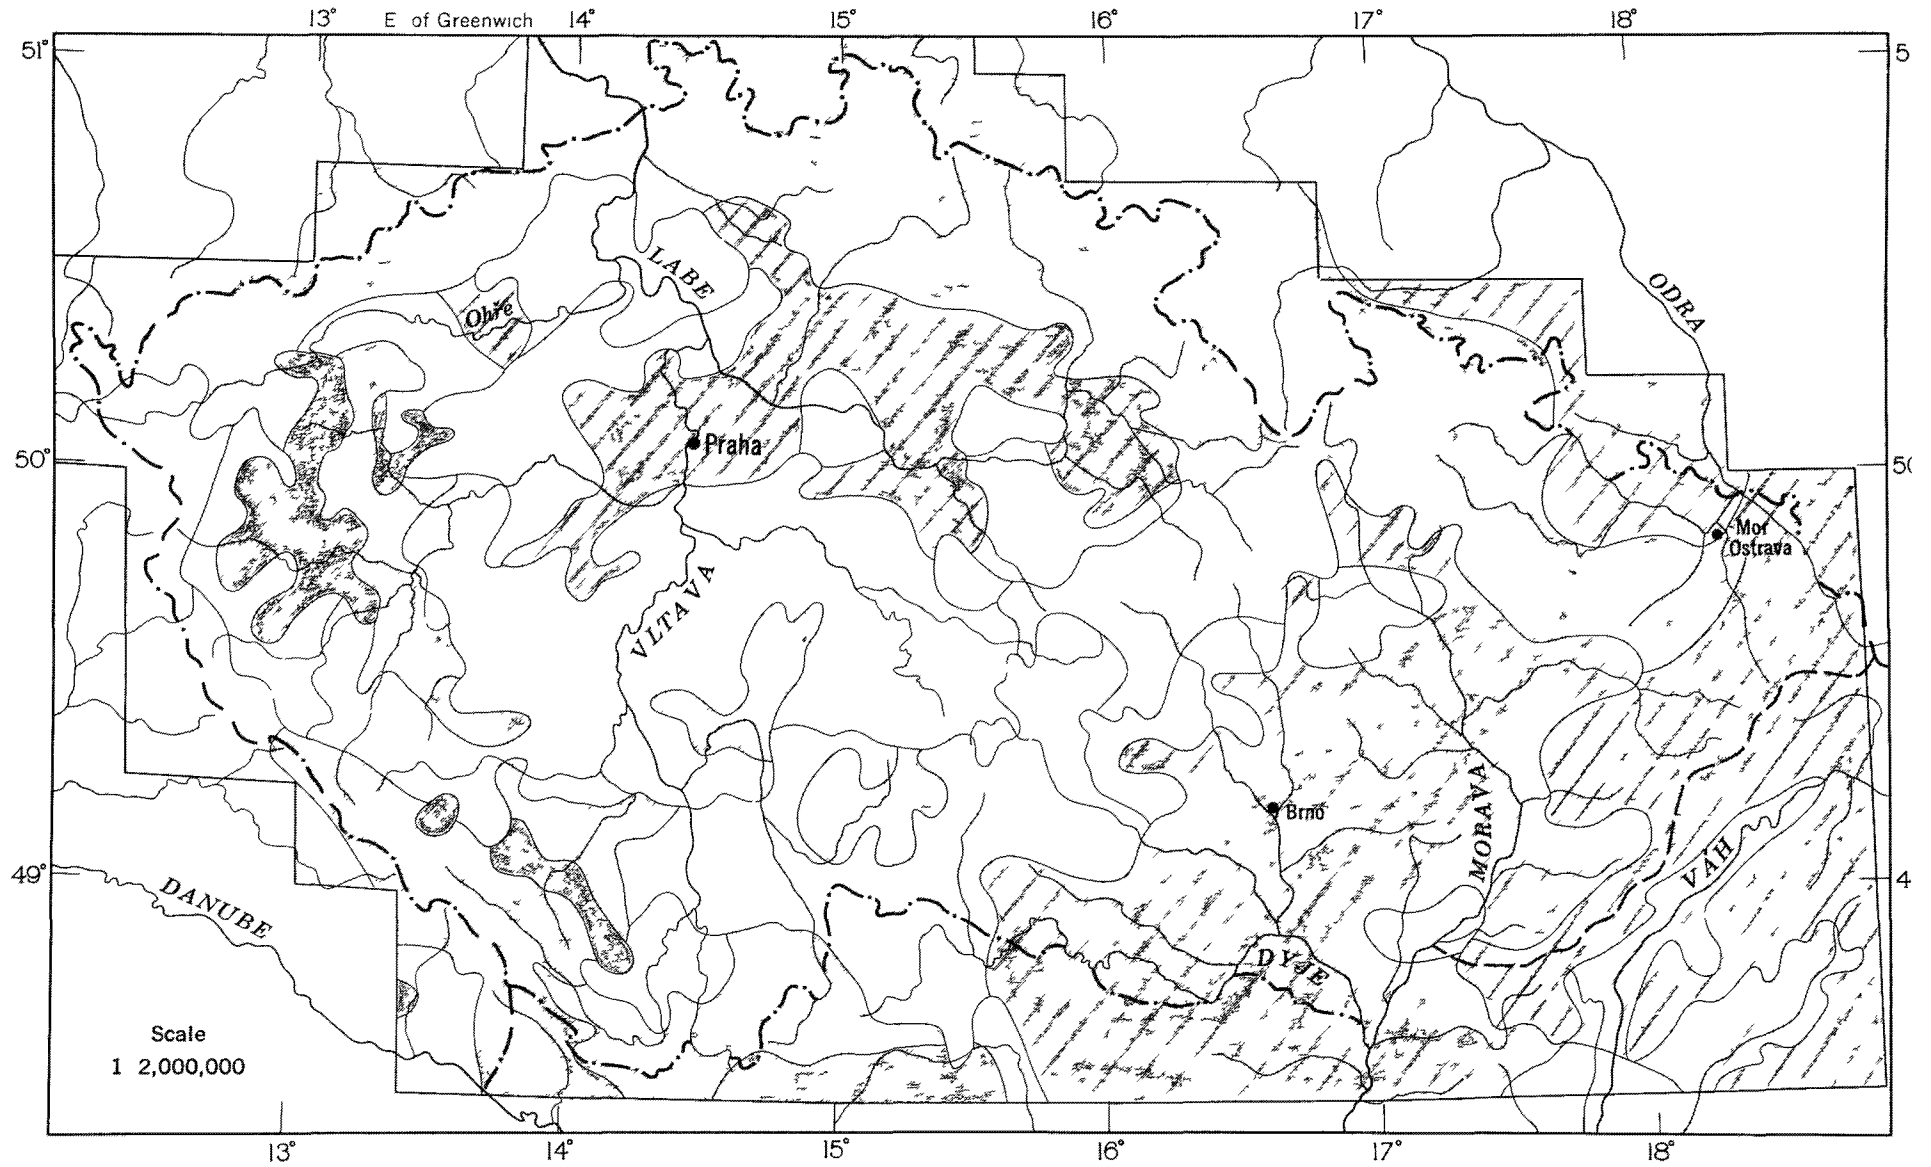 13° E of Greenwich 14° 15° 16° 17° 18°
51° 5
LABE
ODRA
Ohře
Praha
50° 50
Mor
Ostrava
VLTAVA
Brno
MORAVA
VÁH
49° 4
DANUBE
DYJE
Scale
1 2,000,000
13° 14° 15° 16° 17° 18°